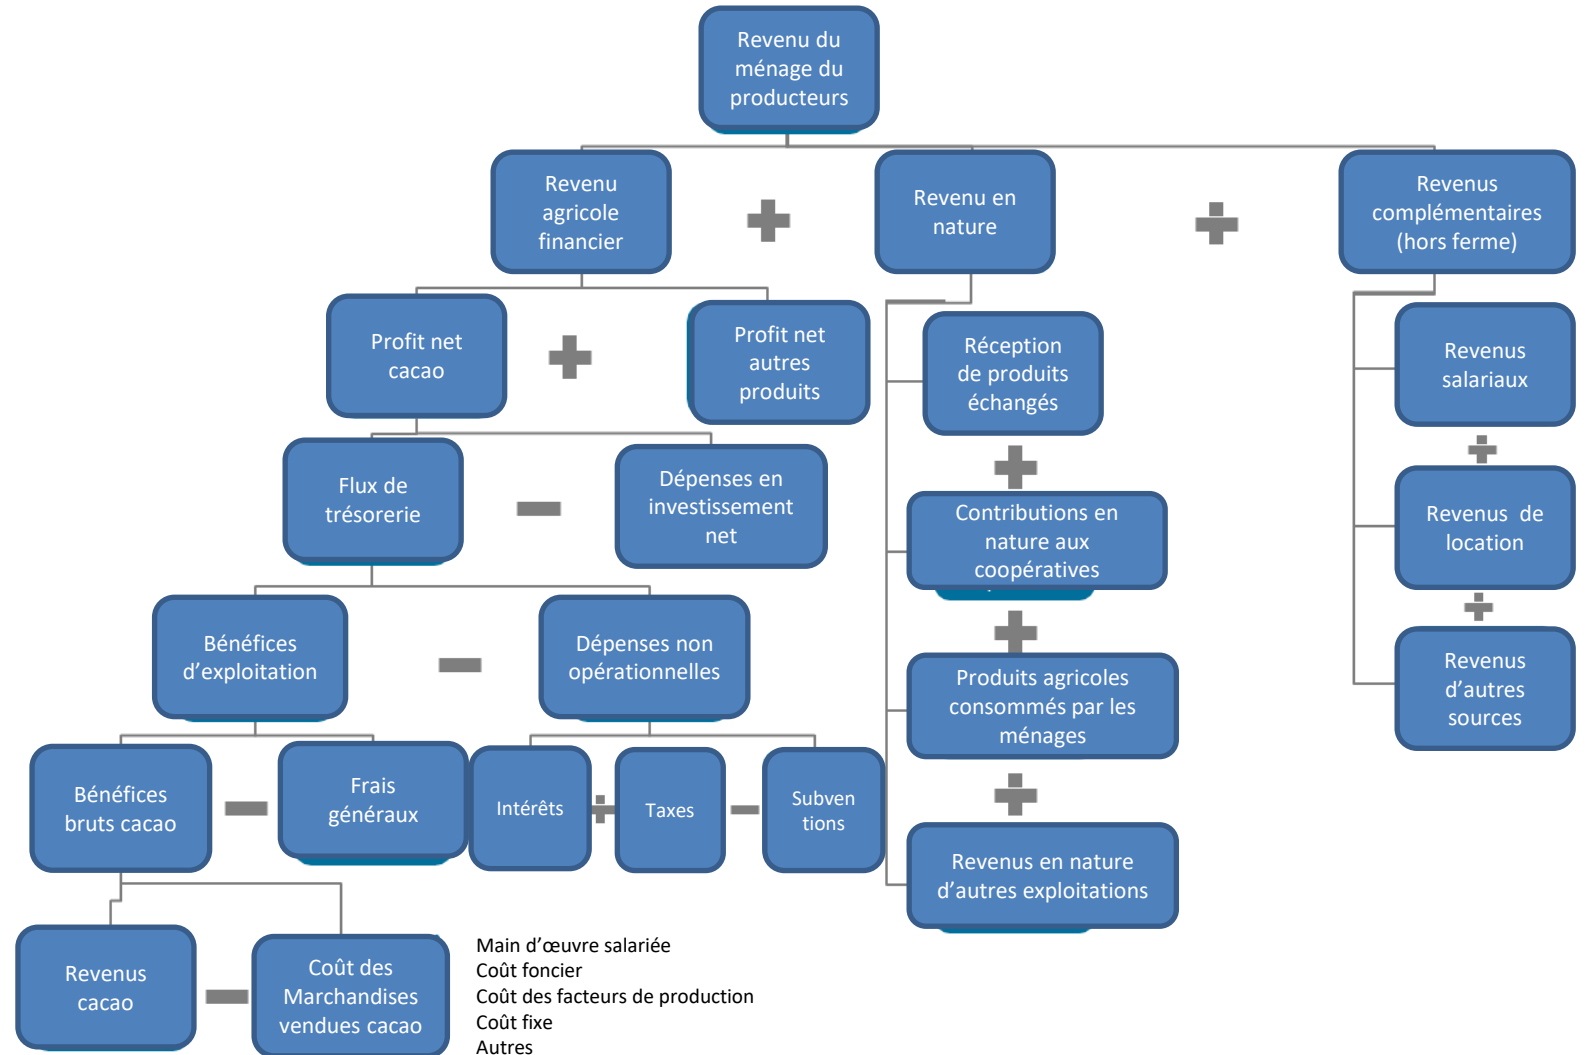 Revenu du
ménage du
producteurs
Revenu
agricole
financier
Revenu en
nature
Revenus
complémentaires
(hors ferme)
Profit net
cacao
Profit net
autres
produits
Réception
de produits
échangés
Revenus
salariaux
Flux de
trésorerie
Dépenses en
investissement
net
Contributions en
nature aux
coopératives
Revenus de
location
Bénéfices
d'exploitation
Dépenses non
opérationnelles
Produits agricoles
consommés par les
ménages
Revenus
d'autres
sources
Bénéfices
bruts cacao
Frais
généraux
Intérêts
Taxes
Subven
tions
Revenus en nature
d'autres exploitations
Revenus
cacao
Coût des
Marchandises
vendues cacao
Main d'œuvre salariée
Coût foncier
Coût des facteurs de production
Coût fixe
Autres